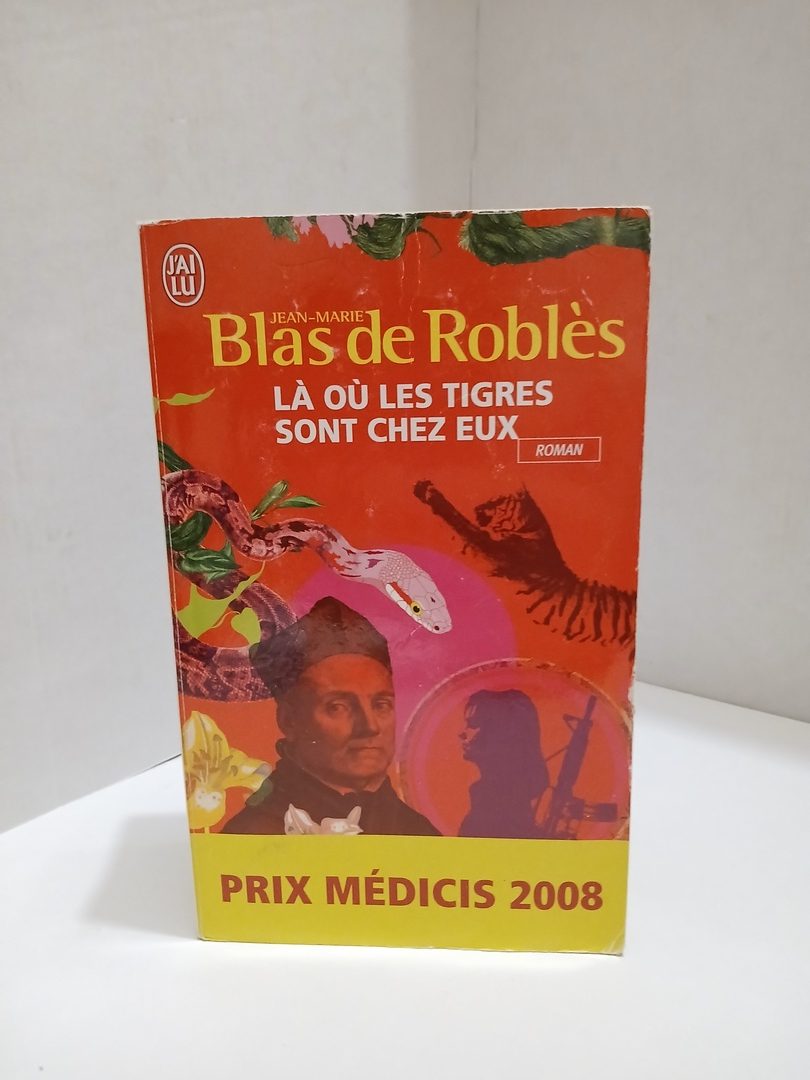 J'AI
LU
JEAN-MARIE
Blas de Roblès
LÀ OÙ LES TIGRES
SONT CHEZ EUX
ROMAN
PRIX MÉDICIS 2008